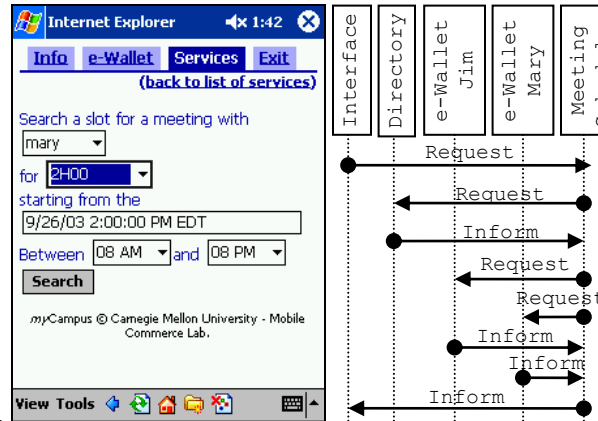 Internet Explorer 1:42
Info e-Wallet Services Exit
(back to list of services)
Search a slot for a meeting with
mary
for 2H00
starting from the
9/26/03 2:00:00 PM EDT
Between 08 AM and 08 PM
Search
myCampus © Carnegie Mellon University - Mobile
Commerce Lab.
View Tools
Interface
Directory
e-Wallet
Jim
e-Wallet
Mary
Meeting
Request
Request
Inform
Request
Request
Inform
Inform
Inform